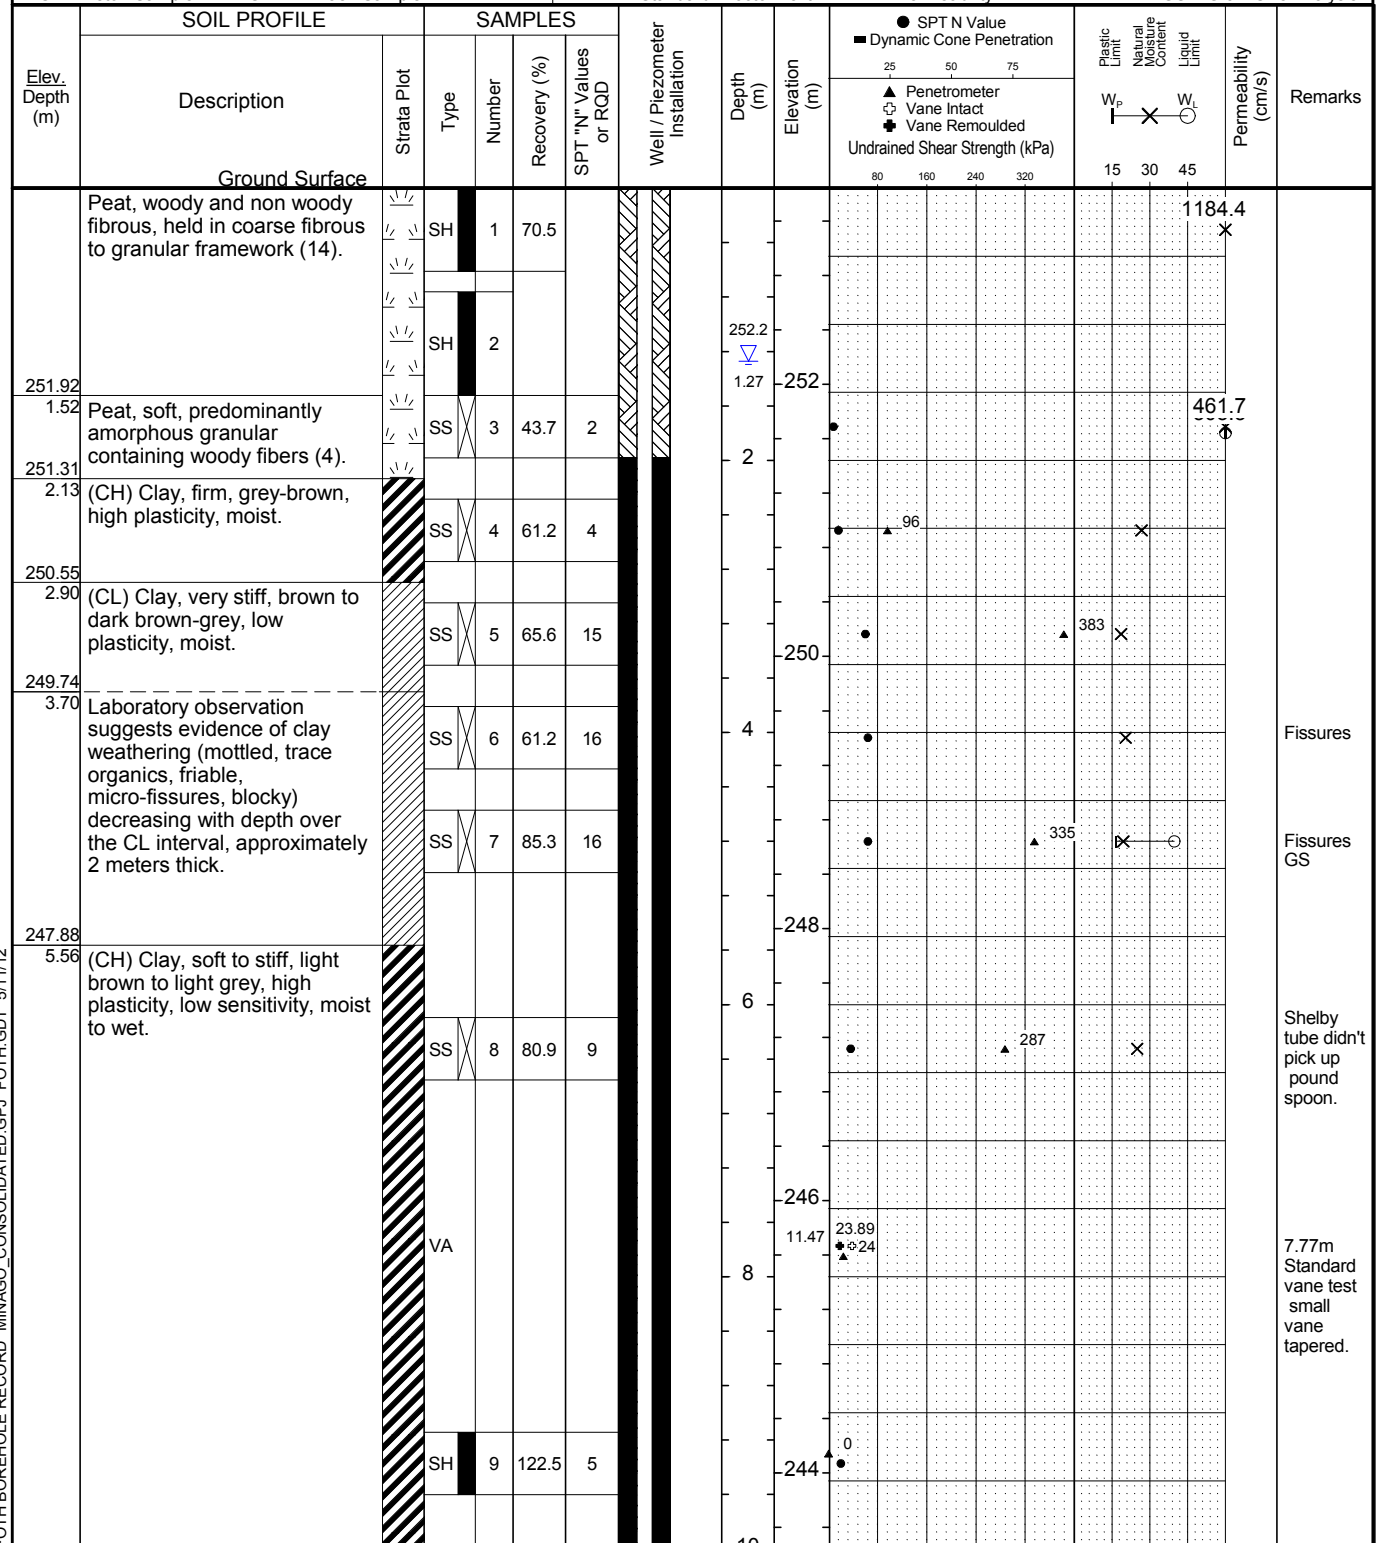 SOIL PROFILE
SAMPLES
Elev.
Depth
(m)
Description
Ground Surface
Strata Plot
Type
Number
Recovery (%)
SPT "N" Values
or RQD
Well / Piezometer
Installation
Depth
(m)
Elevation
(m)
SPT N Value
Dynamic Cone Penetration
25 50 75
Penetrometer
Vane Intact
Vane Remoulded
Undrained Shear Strength (kPa)
80 160 240 320
Plastic
Limit
Natural
Moisture
Content
Liquid
Limit
WP WL
15 30 45
Permeability
(cm/s)
Remarks
Peat, woody and non woody
fibrous, held in coarse fibrous
to granular framework (14).
SH 1 70.5
1184.4
SH 2
252.2
1.27
252
251.92
1.52
Peat, soft, predominantly
amorphous granular
containing woody fibers (4).
SS 3 43.7 2
461.7
2
251.31
2.13
(CH) Clay, firm, grey-brown,
high plasticity, moist.
SS 4 61.2 4
96
250.55
2.90
(CL) Clay, very stiff, brown to
dark brown-grey, low
plasticity, moist.
SS 5 65.6 15
383
250
249.74
3.70
Laboratory observation
suggests evidence of clay
weathering (mottled, trace
organics, friable,
micro-fissures, blocky)
decreasing with depth over
the CL interval, approximately
2 meters thick.
SS 6 61.2 16
4
Fissures
SS 7 85.3 16
335
Fissures
GS
248
247.88
5.56
(CH) Clay, soft to stiff, light
brown to light grey, high
plasticity, low sensitivity, moist
to wet.
6
SS 8 80.9 9
287
Shelby
tube didn't
pick up
pound
spoon.
246
VA
11.47
23.89
24
8
7.77m
Standard
vane test
small
vane
tapered.
SH 9 122.5 5
0
244